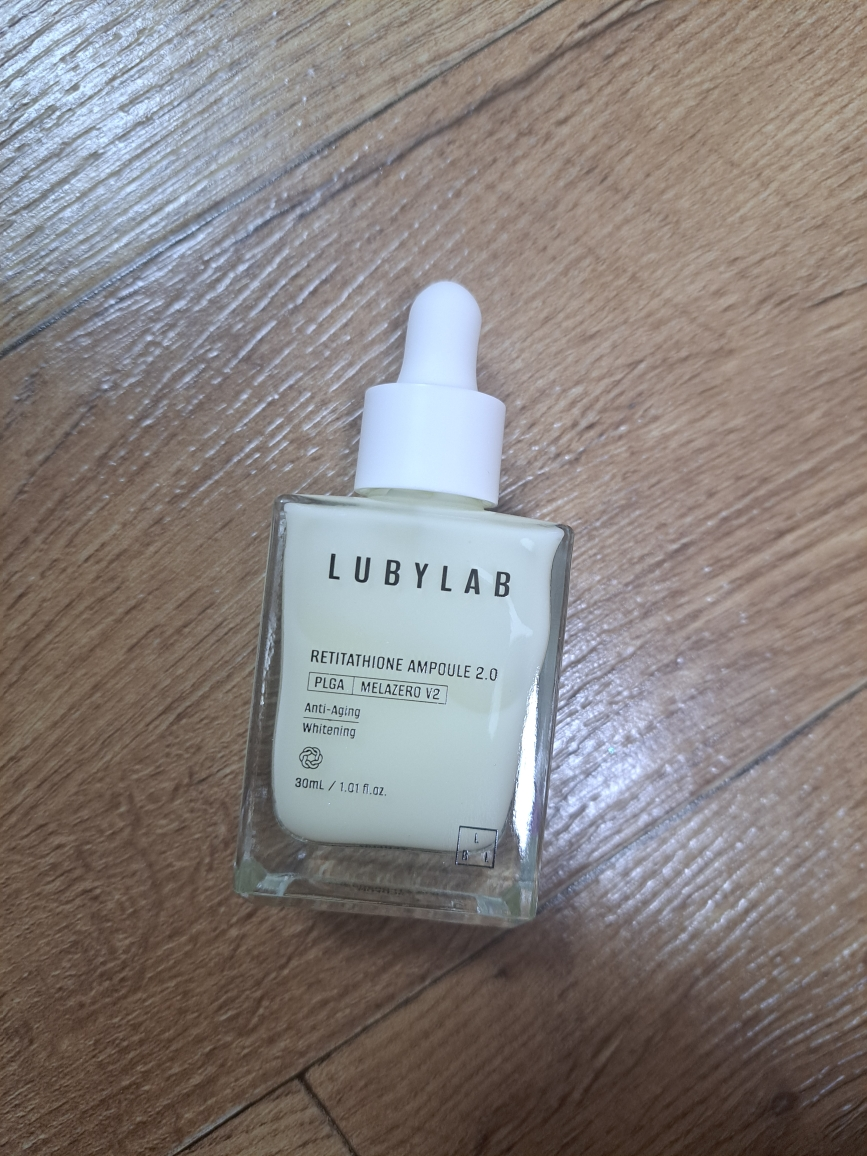 LUBYLAB
RETITATHIONE AMPOULE 2.0
PLGA MELAZERO V2
Anti-Aging
Whitening
30mL / 1.01 fl.oz.
L
B L